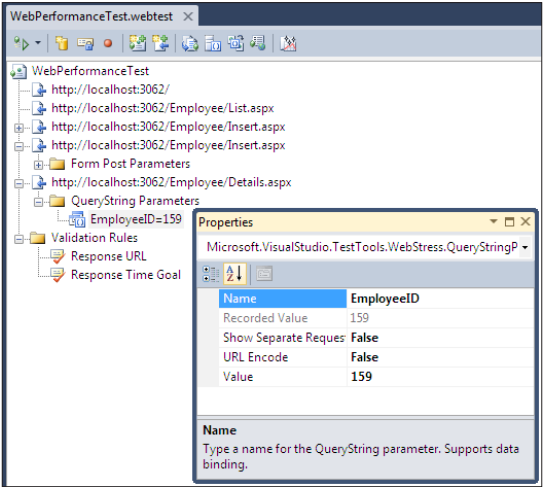 WebPerformanceTest.webtest
WebPerformanceTest
http://localhost:3062/
http://localhost:3062/Employee/List.aspx
http://localhost:3062/Employee/Insert.aspx
http://localhost:3062/Employee/Insert.aspx
Form Post Parameters
http://localhost:3062/Employee/Details.aspx
QueryString Parameters
EmployeeID=159
Validation Rules
Response URL
Response Time Goal
Properties
Microsoft.VisualStudio.TestTools.WebStress.QueryStringP
Name EmployeeID
Recorded Value 159
Show Separate Reques False
URL Encode False
Value 159
Name
Type a name for the QueryString parameter. Supports data
binding.